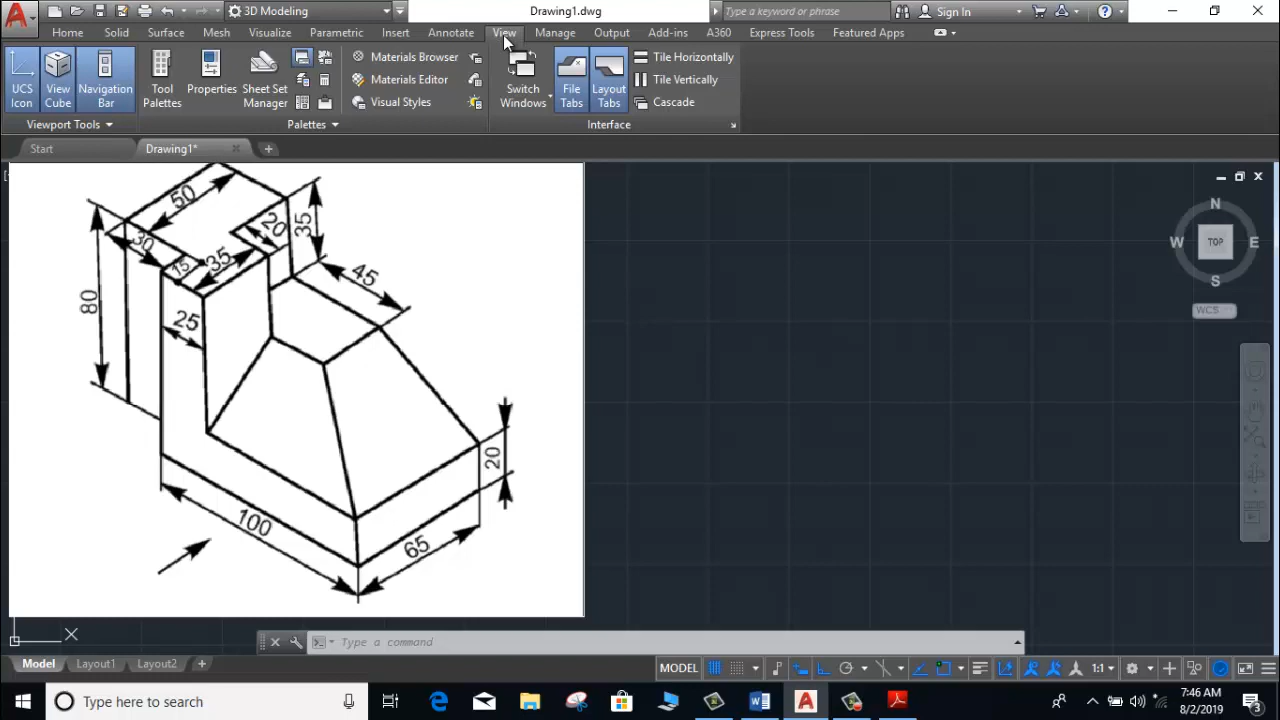 3D Modeling
Drawing1.dwg
Type a keyword or phrase
Sign In
Home Solid Surface Mesh Visualize Parametric Insert Annotate View Manage Output Add-ins A360 Express Tools Featured Apps
UCS Icon
View Cube
Navigation Bar
Tool Palettes
Properties
Sheet Set Manager
Materials Browser
Materials Editor
Visual Styles
Switch Windows
File Tabs
Layout Tabs
Tile Horizontally
Tile Vertically
Cascade
Viewport Tools
Palettes
Interface
Start
Drawing1*
50
30
15
35
20
35
45
80
25
20
100
65
N
W
TOP
E
S
WCS
X
Type a command
Model Layout1 Layout2
MODEL
1:1
Type here to search
7:46 AM
8/2/2019
3